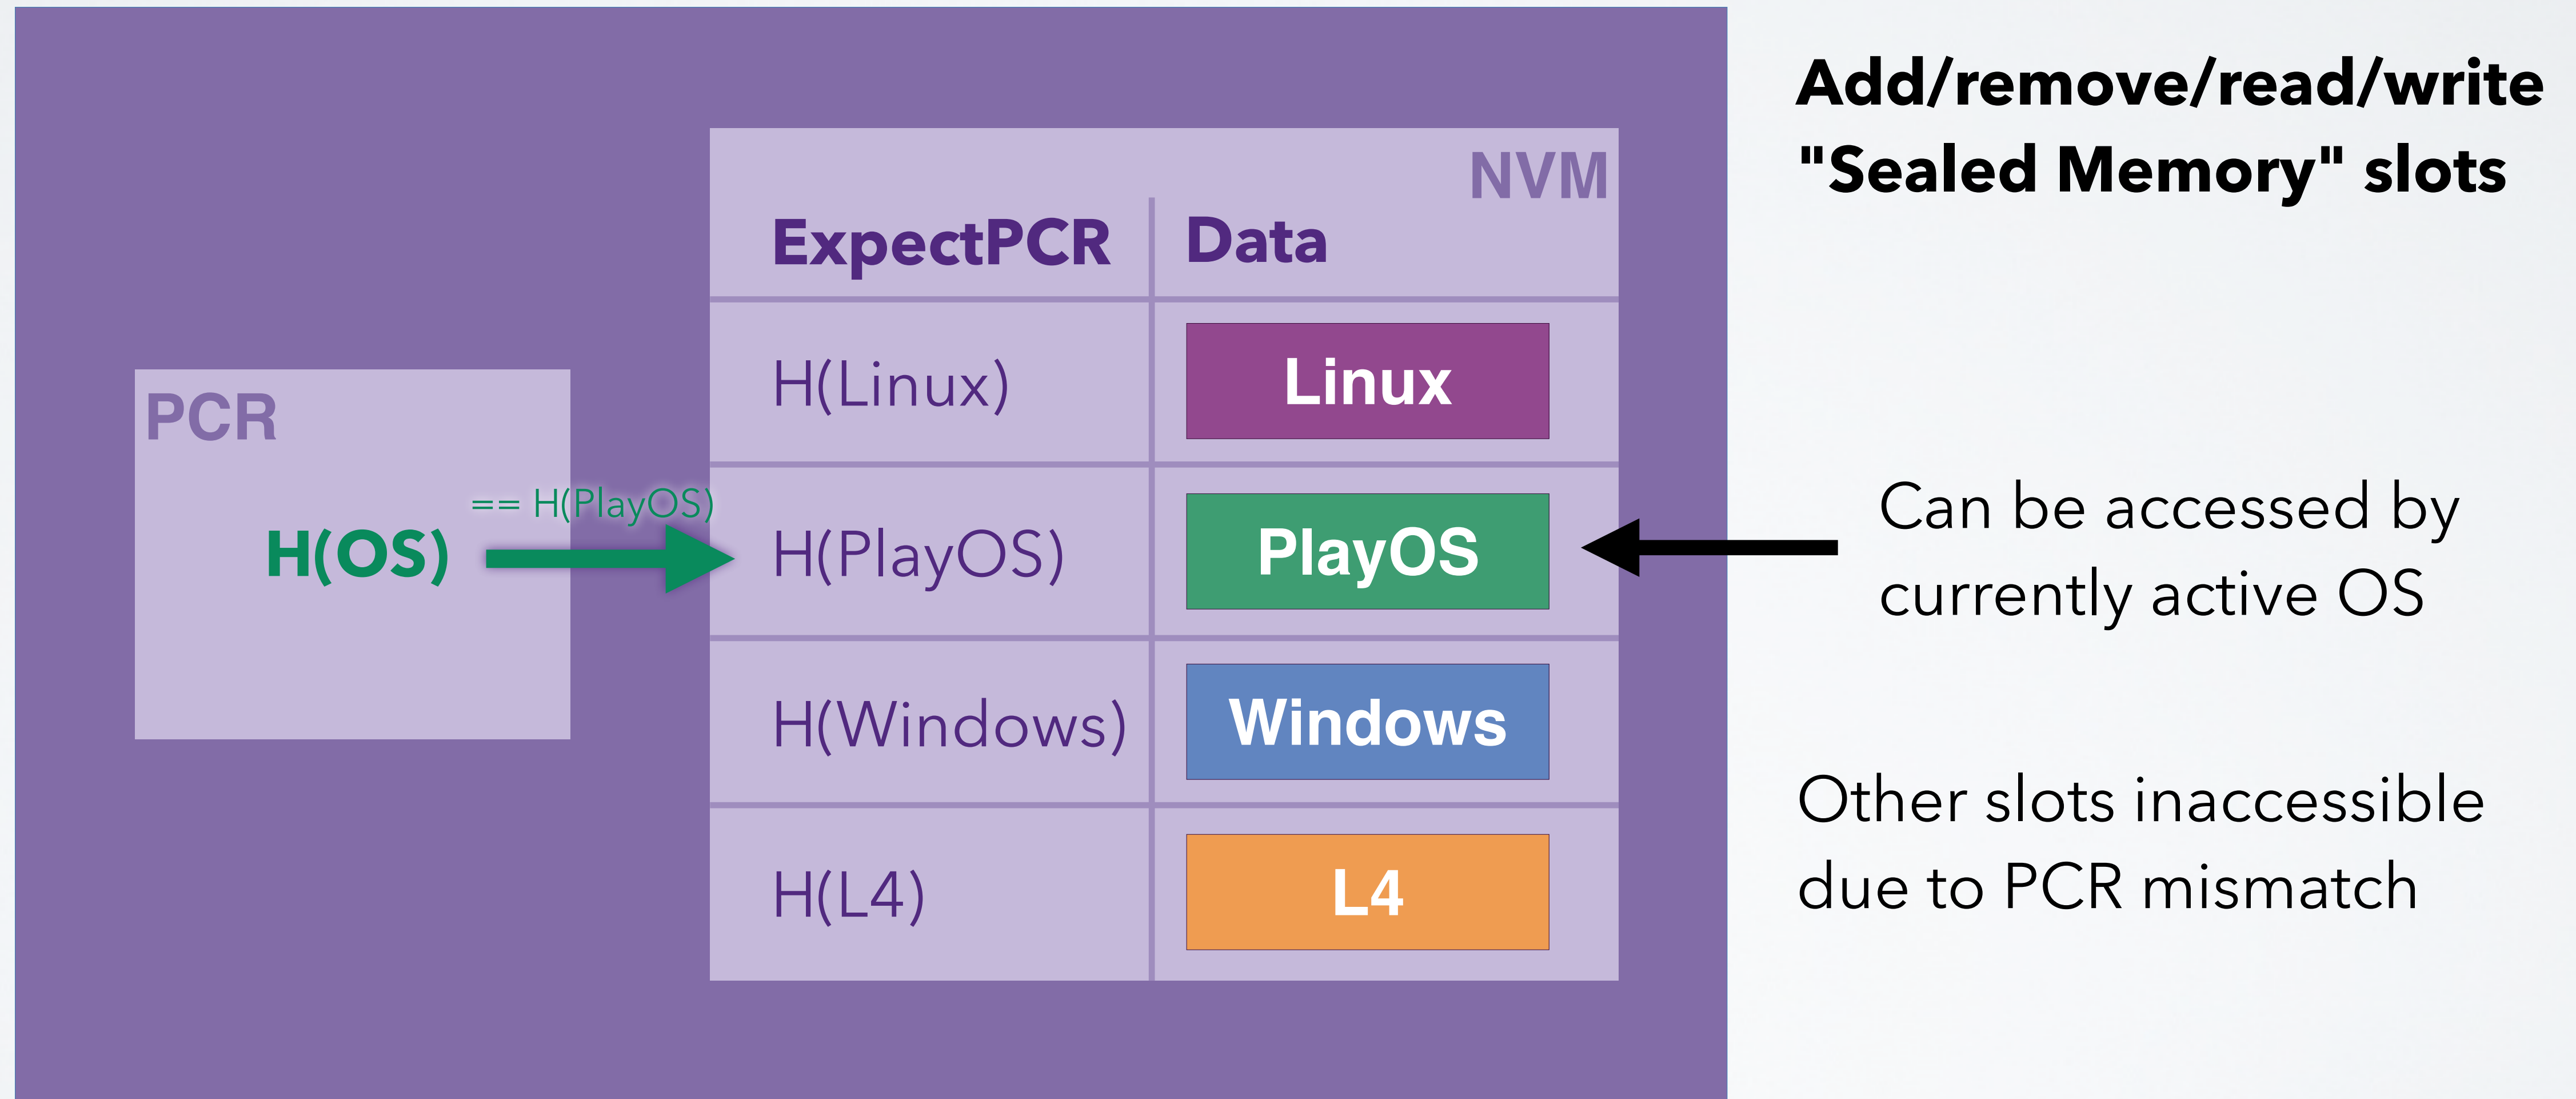 Add/remove/read/write
"Sealed Memory" slots
NVM
ExpectPCR
Data
H(Linux)
Linux
PCR
H(OS)
== H(PlayOS)
H(PlayOS)
PlayOS
Can be accessed by
currently active OS
H(Windows)
Windows
Other slots inaccessible
due to PCR mismatch
H(L4)
L4